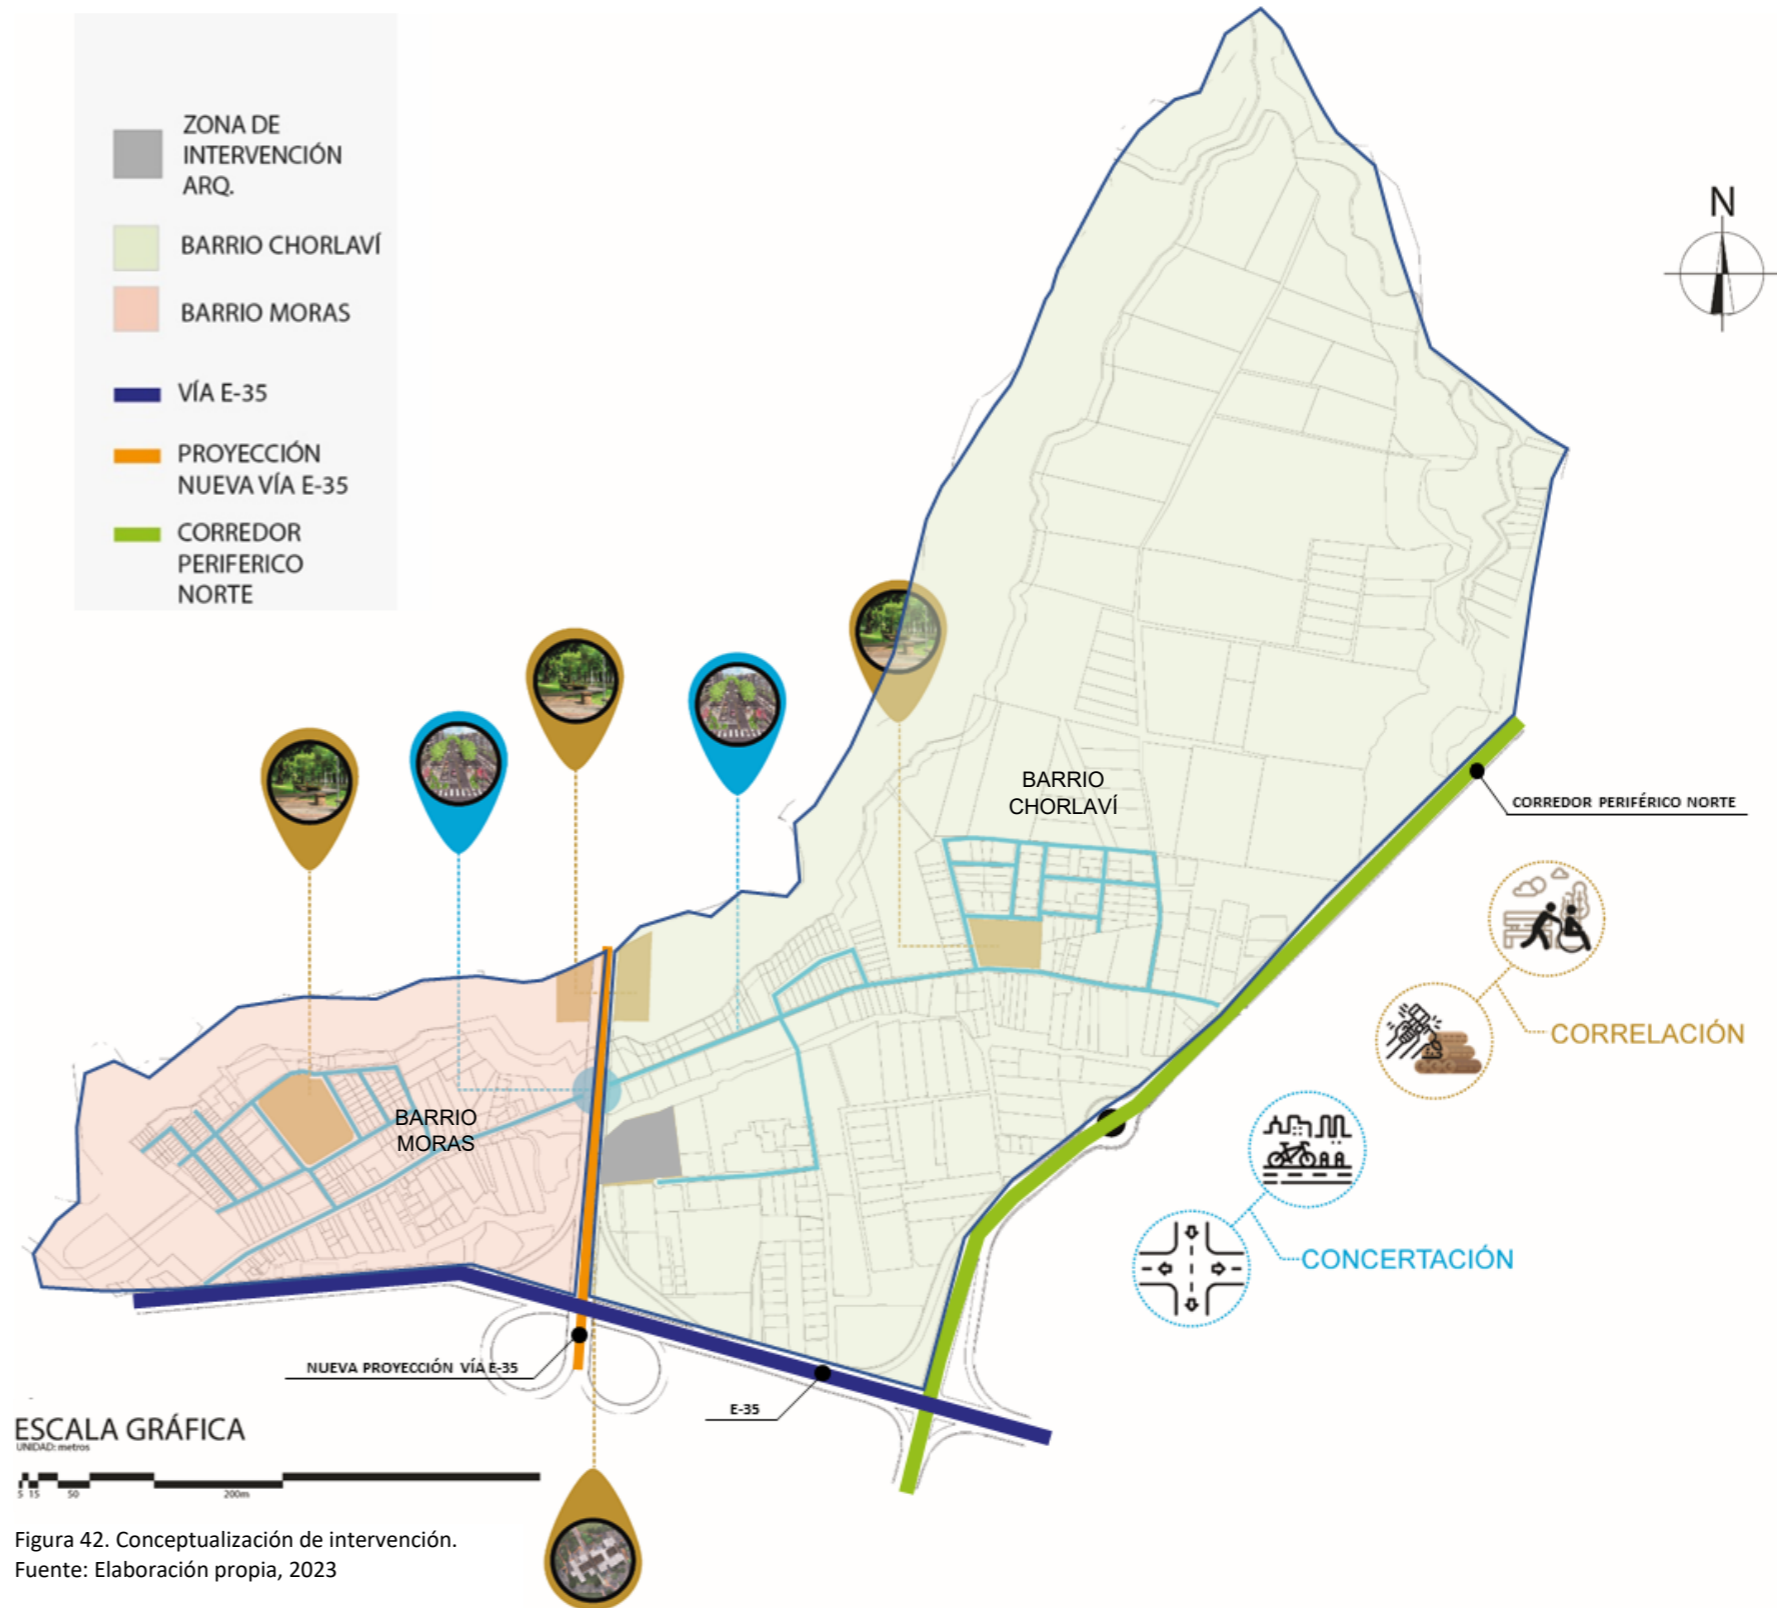 ZONA DE
INTERVENCIÓN
ARQ.
BARRIO CHORLAVÍ
BARRIO MORAS
VÍA E-35
PROYECCIÓN
NUEVA VÍA E-35
CORREDOR
PERIFERICO
NORTE
N
BARRIO
CHORLAVÍ
CORREDOR PERIFÉRICO NORTE
CORRELACIÓN
BARRIO
MORAS
CONCERTACIÓN
NUEVA PROYECCIÓN VÍA E-35
E-35
ESCALA GRÁFICA
UNIDAD: metros
5 15 50 200m
Figura 42. Conceptualización de intervención.
Fuente: Elaboración propia, 2023